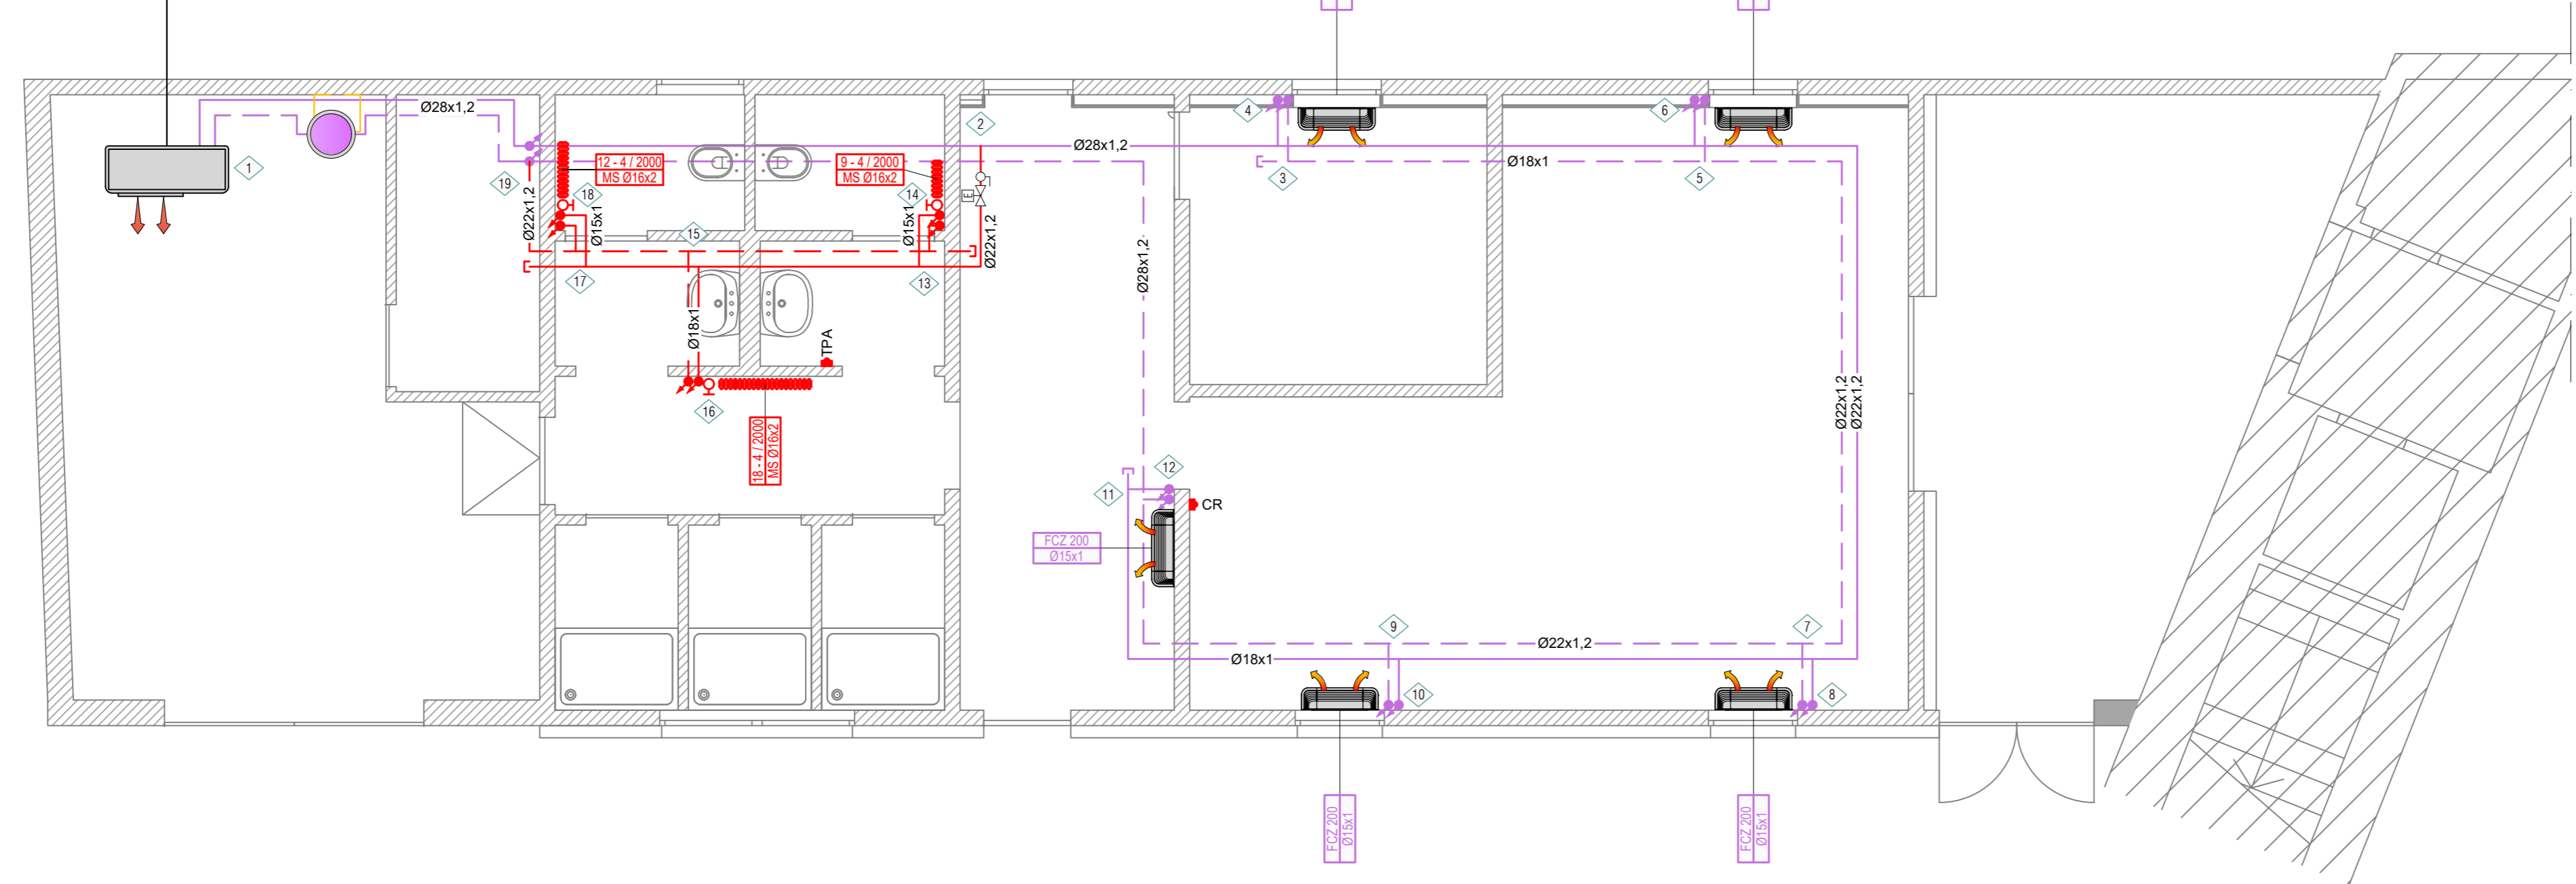 Ø28x1,2
1
2
4
6
Ø28x1,2
12 - 4 / 2000
MS Ø16x2
9 - 4 / 2000
MS Ø16x2
Ø18x1
19
18
14
3
5
Ø22x1,2
Ø15x1
15
Ø15x1
Ø22x1,2
E
Ø28x1,2
17
13
Ø18x1
TPA
16
18 - 4 / 2000
MS Ø16x2
Ø22x1,2
Ø22x1,2
12
11
CR
FCZ 200
Ø15x1
9
7
Ø22x1,2
Ø18x1
10
8
FCZ 200
Ø15x1
FCZ 200
Ø15x1